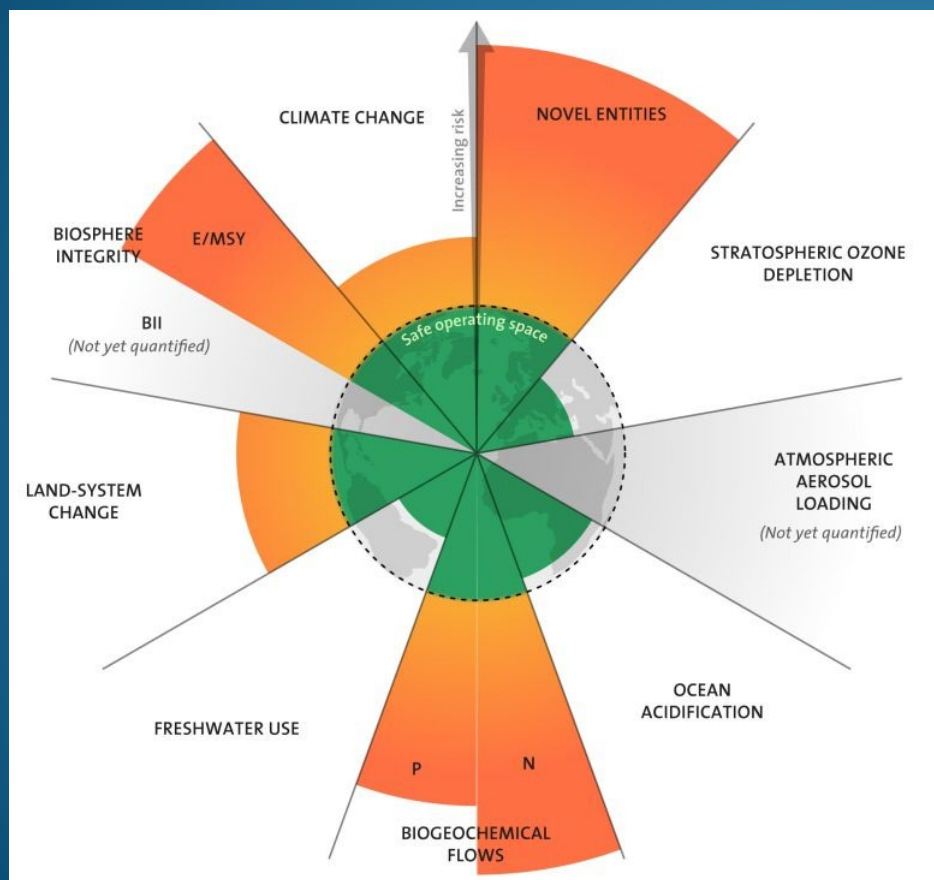 CLIMATE CHANGE
Increasing risk
NOVEL ENTITIES
BIOSPHERE
INTEGRITY
E/MSY
STRATOSPHERIC OZONE
DEPLETION
BII
(Not yet quantified)
Safe operating space
LAND-SYSTEM
CHANGE
ATMOSPHERIC
AEROSOL
LOADING
(Not yet quantified)
FRESHWATER USE
OCEAN
ACIDIFICATION
P
N
BIOGEOCHEMICAL
FLOWS